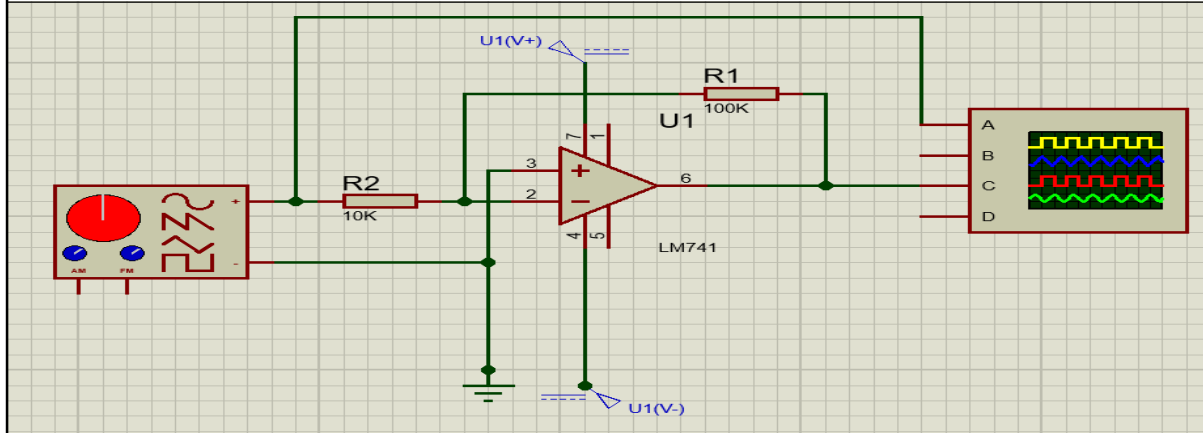 U1(V+)
R1
100K
U1
7
1
3
+
6
2
−
4
5
LM741
R2
10K
+
-
AM
FM
A
B
C
D
U1(V-)